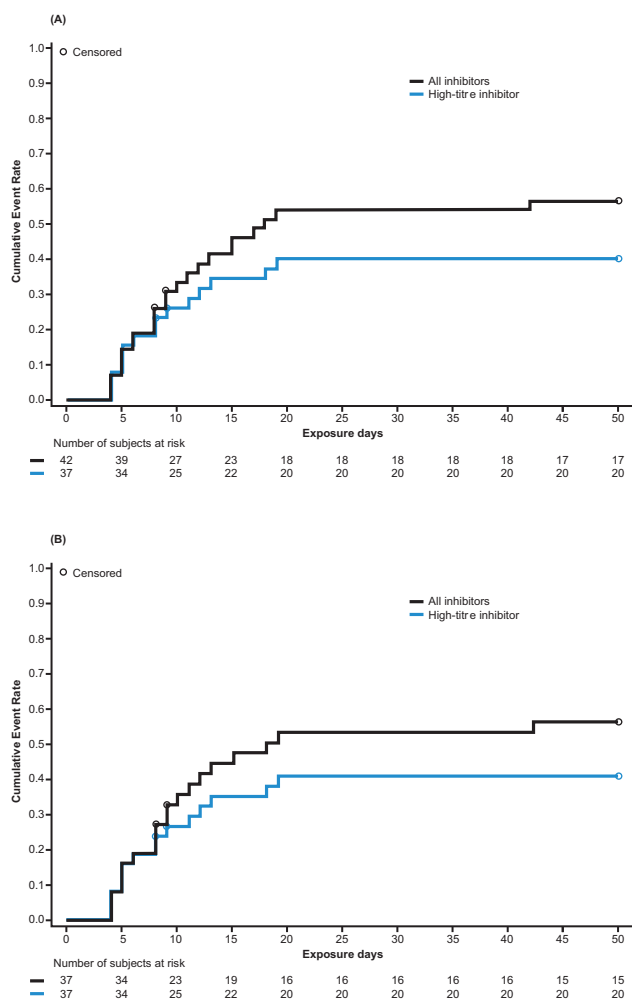 (A)
1.0
Censored
0.9
All inhibitors
High-titre inhibitor
0.8
0.7
0.6
0.5
0.4
0.3
0.2
0.1
0.0
Cumulative Event Rate
0 5 10 15 20 25 30 35 40 45 50
Exposure days
Number of subjects at risk
42 39 27 23 18 18 18 18 18 17 17
37 34 25 22 20 20 20 20 20 20 20
(B)
1.0
Censored
0.9
All inhibitors
High-titre inhibitor
0.8
0.7
0.6
0.5
0.4
0.3
0.2
0.1
0.0
Cumulative Event Rate
0 5 10 15 20 25 30 35 40 45 50
Exposure days
Number of subjects at risk
37 34 23 19 16 16 16 16 16 15 15
37 34 25 22 20 20 20 20 20 20 20